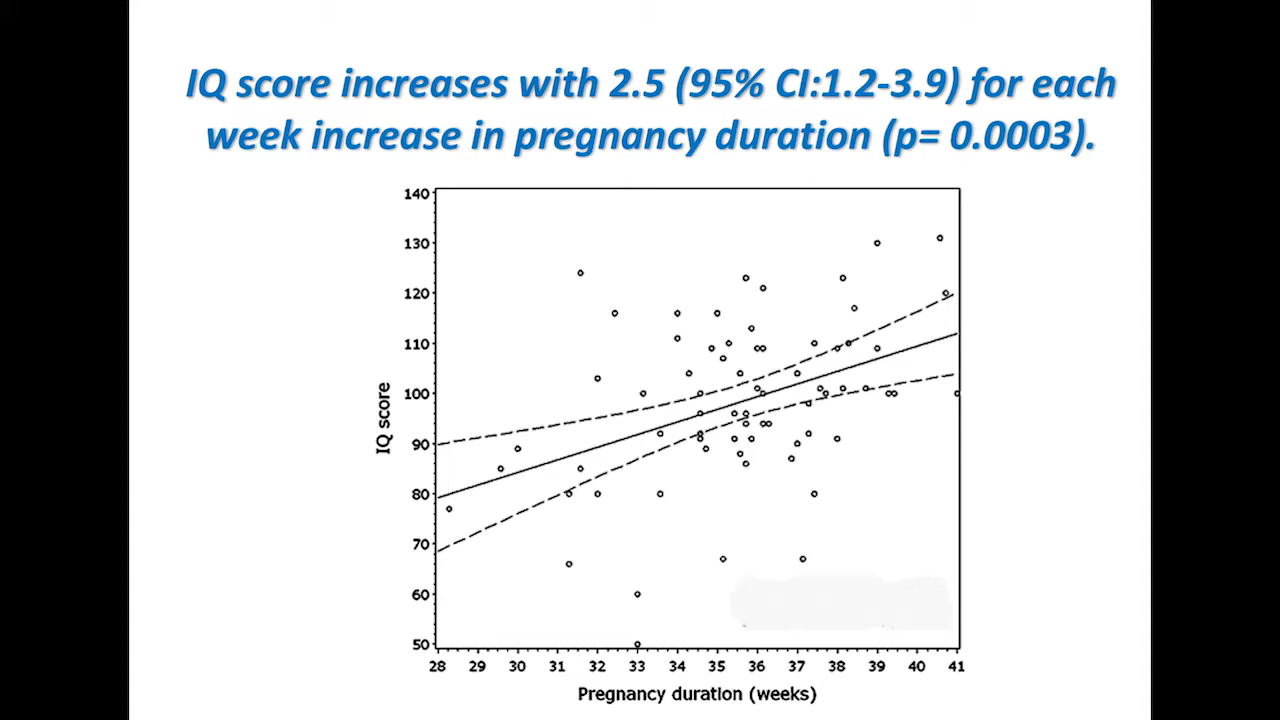 IQ score increases with 2.5 (95% CI:1.2-3.9) for each
week increase in pregnancy duration (p= 0.0003).
140
130
120
110
100
90
80
70
60
50
IQ score
28 29 30 31 32 33 34 35 36 37 38 39 40 41
Pregnancy duration (weeks)